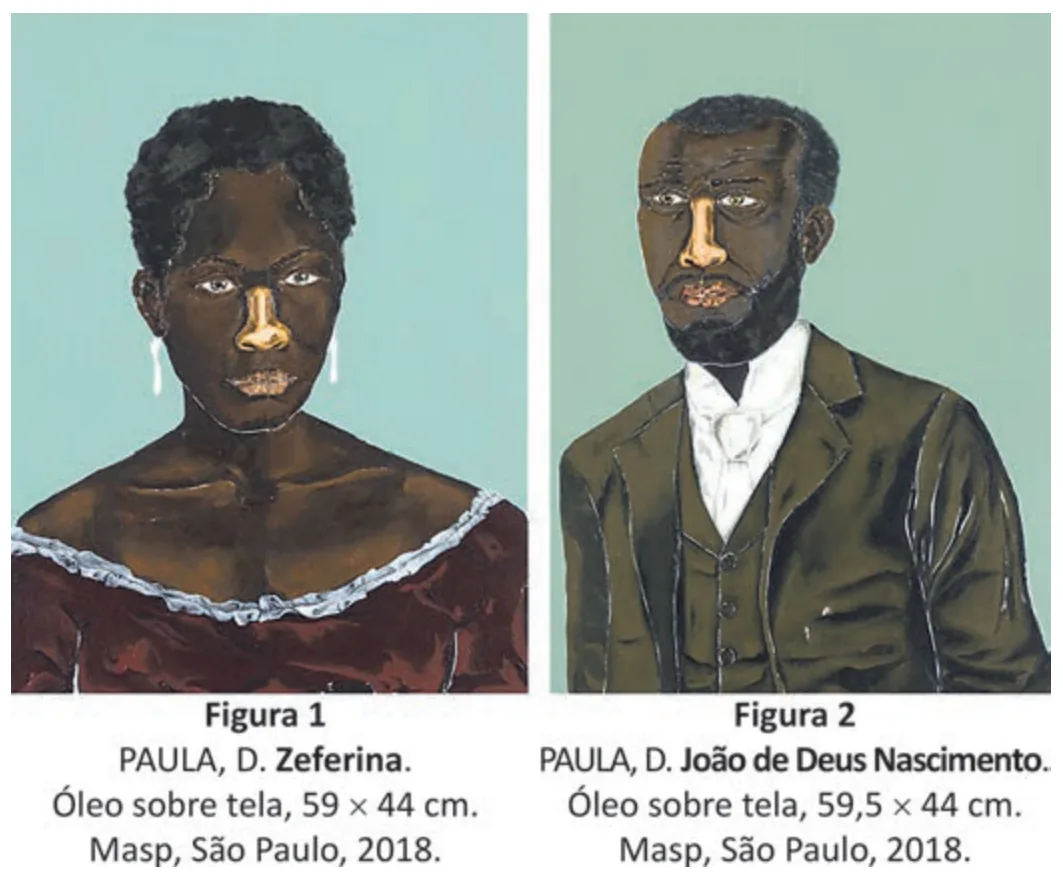 Figura 1
PAULA, D. Zeferina.
Óleo sobre tela, 59 × 44 cm.
Masp, São Paulo, 2018.
Figura 2
PAULA, D. João de Deus Nascimento..
Óleo sobre tela, 59,5 × 44 cm.
Masp, São Paulo, 2018.